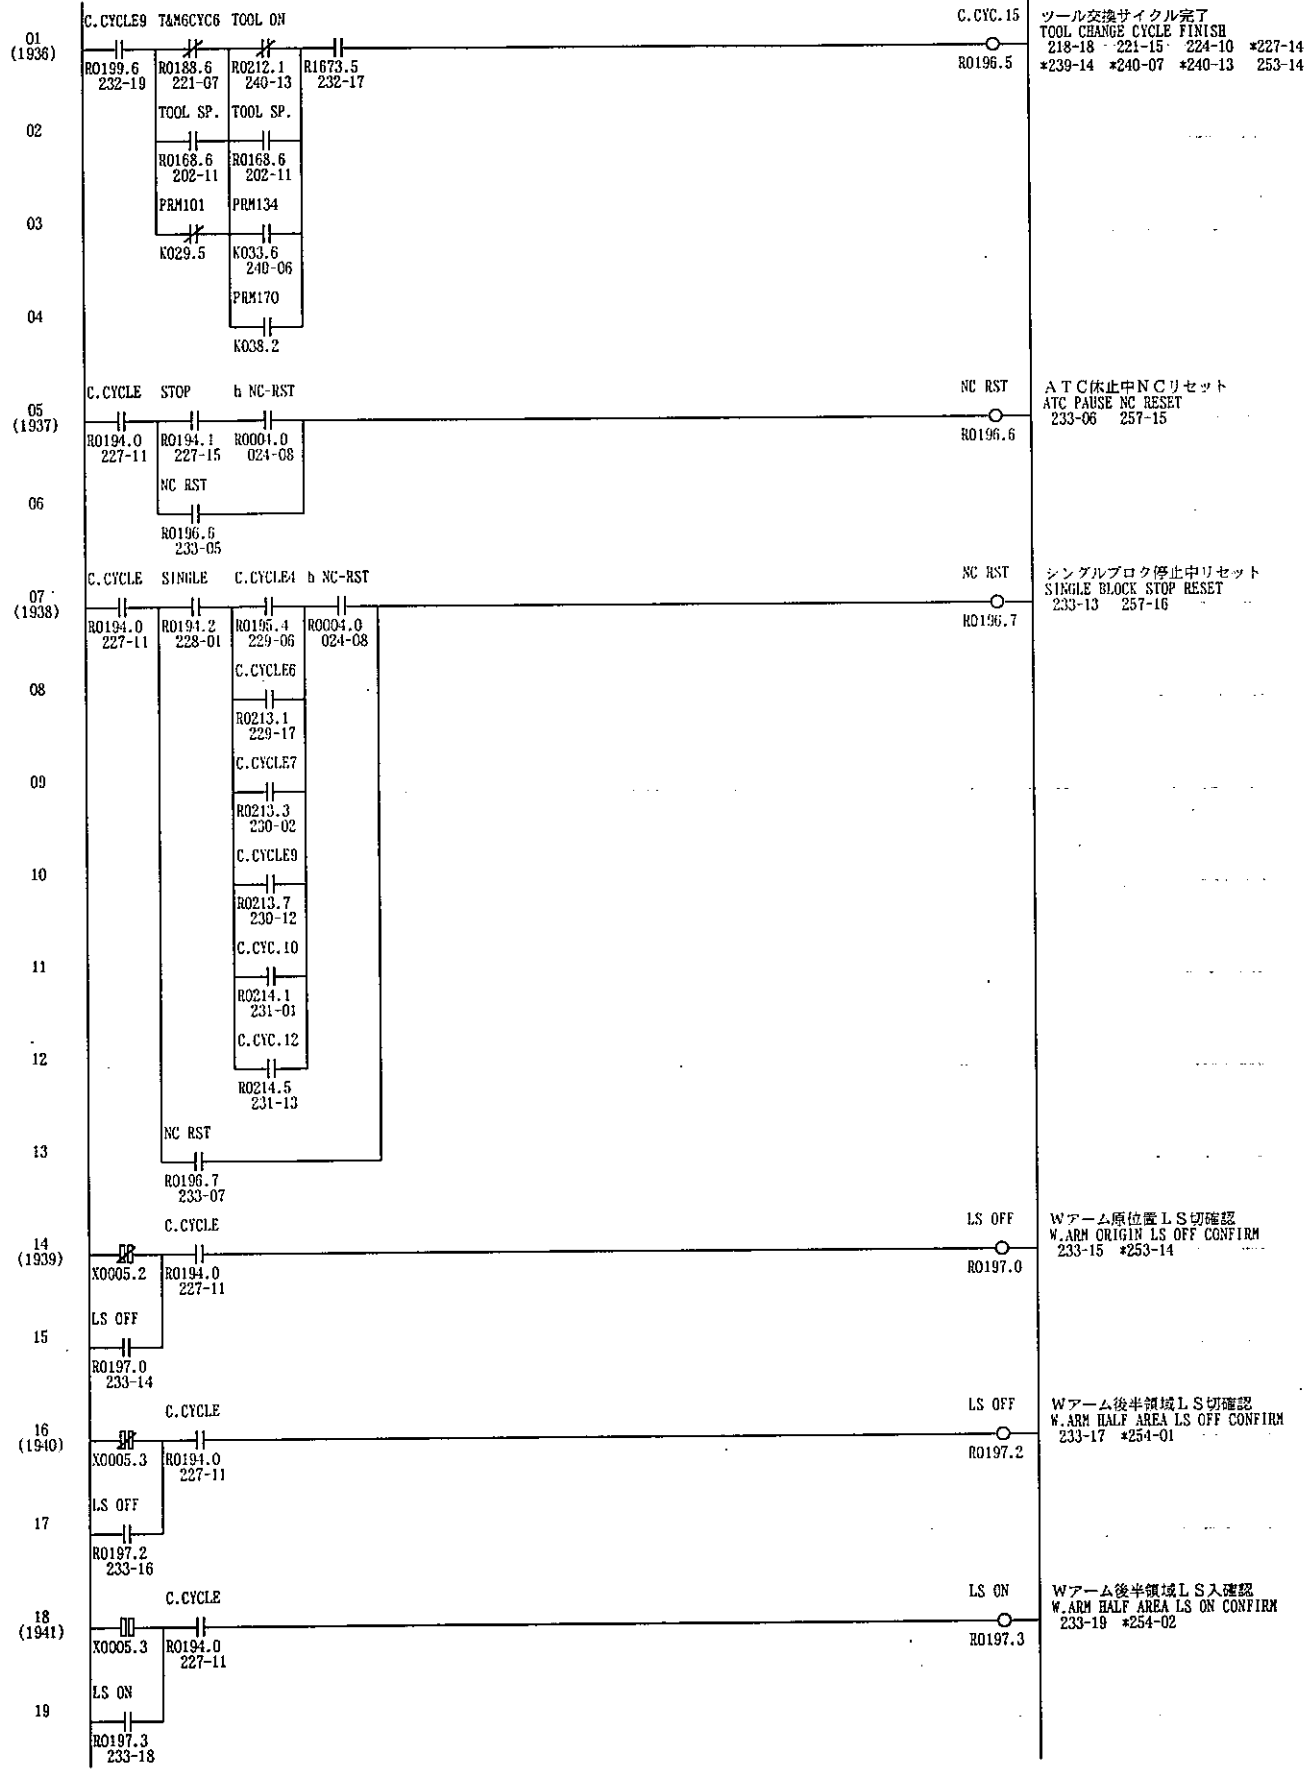 C.CYCLE9 T&M6CYC6 TOOL ON C.CYC.15 ツール交換サイクル完了
01 TOOL CHANGE CYCLE FINISH
(1936) 218-18 221-15 224-10 *227-14
R0199.6 R0188.6 R0212.1 R1673.5 R0196.5 *239-14 *240-07 *240-13 253-14
232-19 221-07 240-13 232-17
TOOL SP. TOOL SP.
02
R0168.6 R0168.6
202-11 202-11
PRM101 PRM134
03
K029.5 K033.6
240-06
PRM170
04
K038.2
C.CYCLE STOP h NC-RST NC RST ATC休止中NCリセット
05 ATC PAUSE NC RESET
(1937) 233-06 257-15
R0194.0 R0194.1 R0004.0 R0196.6
227-11 227-15 024-08
NC RST
06
R0196.6
233-05
C.CYCLE SINGLE C.CYCLE4 h NC-RST NC RST シングルブロク停止中リセット
07 SINGLE BLOCK STOP RESET
(1938) 233-13 257-16
R0194.0 R0194.2 R0195.4 R0004.0 R0196.7
227-11 228-01 229-06 024-08
C.CYCLE6
08
R0213.1
229-17
C.CYCLE7
09
R0213.3
230-02
C.CYCLE9
10
R0213.7
230-12
C.CYC.10
11
R0214.1
231-01
C.CYC.12
12
R0214.5
231-13
NC RST
13
R0196.7
233-07
C.CYCLE LS OFF Wアーム原位置LS切確認
14 W.ARM ORIGIN LS OFF CONFIRM
(1939) 233-15 *253-14
X0005.2 R0194.0 R0197.0
227-11
LS OFF
15
R0197.0
233-14
C.CYCLE LS OFF Wアーム後半領域LS切確認
16 W.ARM HALF AREA LS OFF CONFIRM
(1940) 233-17 *254-01
X0005.3 R0194.0 R0197.2
227-11
LS OFF
17
R0197.2
233-16
C.CYCLE LS ON Wアーム後半領域LS入確認
18 W.ARM HALF AREA LS ON CONFIRM
(1941) 233-19 *254-02
X0005.3 R0194.0 R0197.3
227-11
LS ON
19
R0197.3
233-18